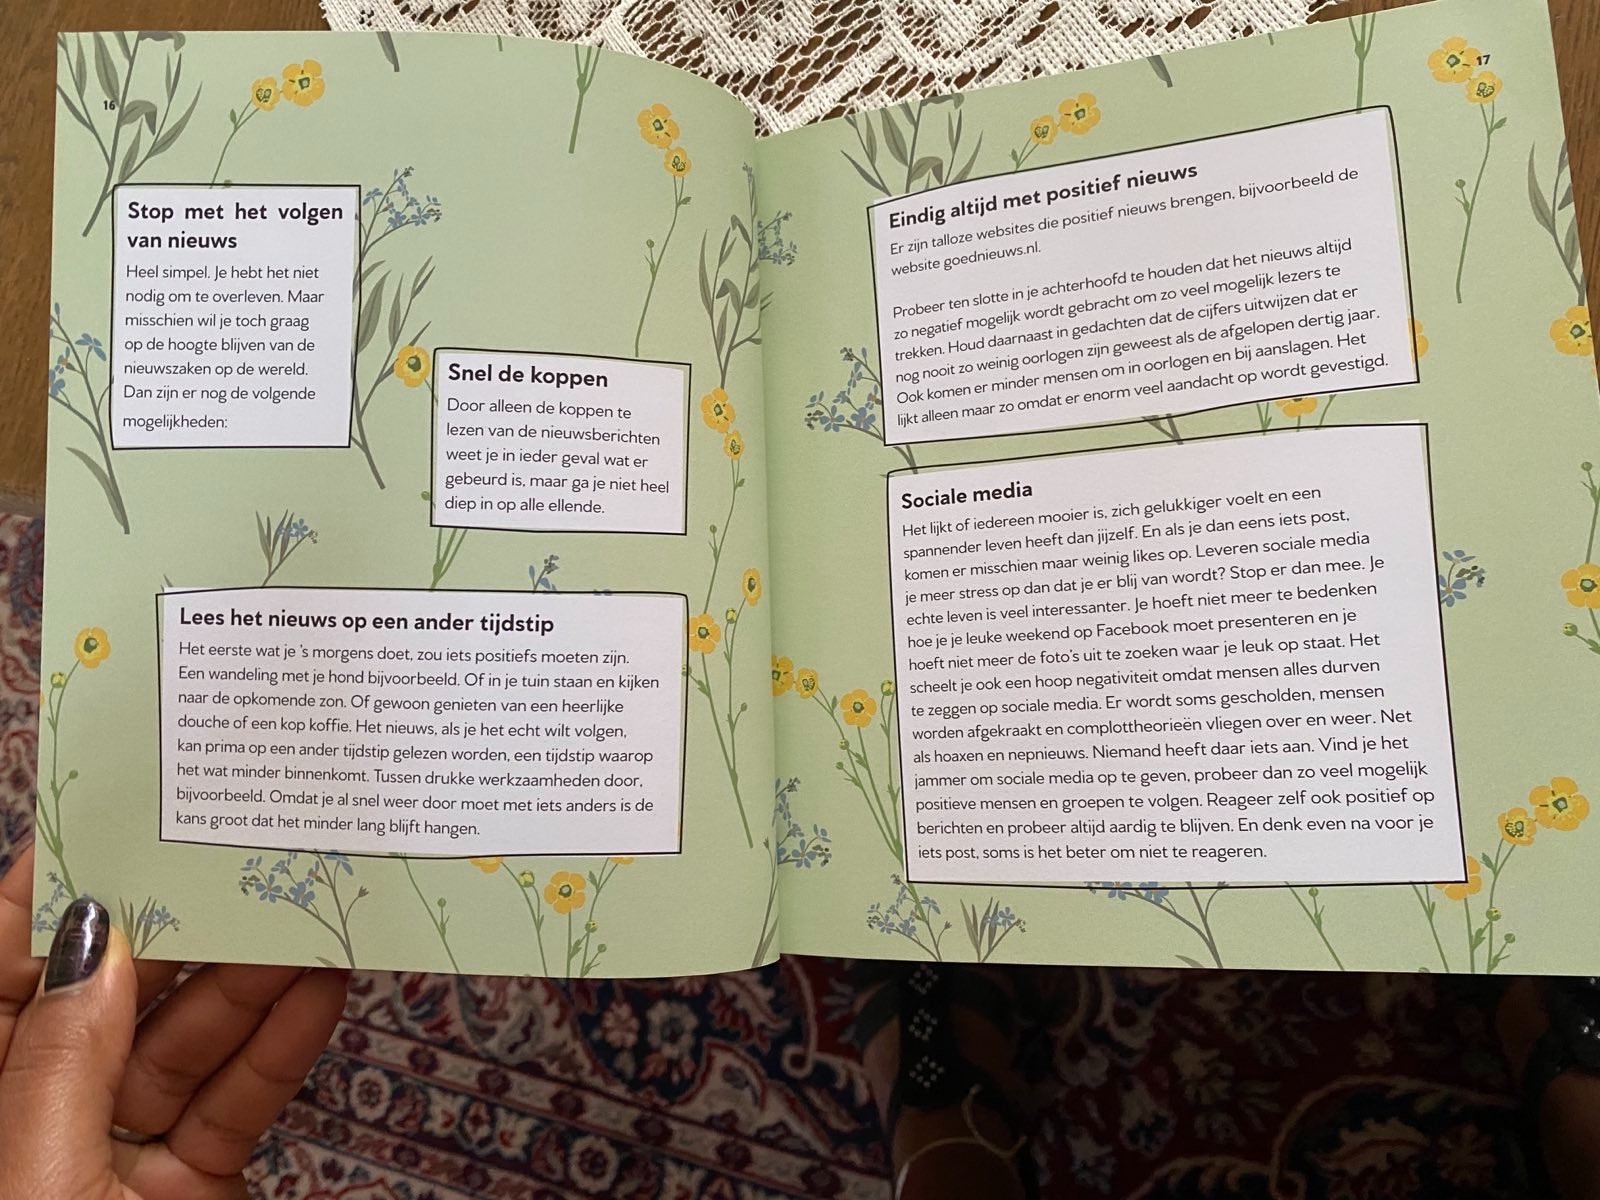 16
Stop met het volgen
van nieuws
Heel simpel. Je hebt het niet
nodig om te overleven. Maar
misschien wil je toch graag
op de hoogte blijven van de
nieuwszaken op de wereld.
Dan zijn er nog de volgende
mogelijkheden:
Snel de koppen
Door alleen de koppen te
lezen van de nieuwsberichten
weet je in ieder geval wat er
gebeurd is, maar ga je niet heel
diep in op alle ellende.
Lees het nieuws op een ander tijdstip
Het eerste wat je 's morgens doet, zou iets positiefs moeten zijn.
Een wandeling met je hond bijvoorbeeld. Of in je tuin staan en kijken
naar de opkomende zon. Of gewoon genieten van een heerlijke
douche of een kop koffie. Het nieuws, als je het echt wilt volgen,
kan prima op een ander tijdstip gelezen worden, een tijdstip waarop
het wat minder binnenkomt. Tussen drukke werkzaamheden door,
bijvoorbeeld. Omdat je al snel weer door moet met iets anders is de
kans groot dat het minder lang blijft hangen.
17
Eindig altijd met positief nieuws
Er zijn talloze websites die positief nieuws brengen, bijvoorbeeld de
website goednieuws.nl.
Probeer ten slotte in je achterhoofd te houden dat het nieuws altijd
zo negatief mogelijk wordt gebracht om zo veel mogelijk lezers te
trekken. Houd daarnaast in gedachten dat de cijfers uitwijzen dat er
nog nooit zo weinig oorlogen zijn geweest als de afgelopen dertig jaar.
Ook komen er minder mensen om in oorlogen en bij aanslagen. Het
lijkt alleen maar zo omdat er enorm veel aandacht op wordt gevestigd.
Sociale media
Het lijkt of iedereen mooier is, zich gelukkiger voelt en een
spannender leven heeft dan jijzelf. En als je dan eens iets post,
komen er misschien maar weinig likes op. Leveren sociale media
je meer stress op dan dat je er blij van wordt? Stop er dan mee. Je
echte leven is veel interessanter. Je hoeft niet meer te bedenken
hoe je je leuke weekend op Facebook moet presenteren en je
hoeft niet meer de foto's uit te zoeken waar je leuk op staat. Het
scheelt je ook een hoop negativiteit omdat mensen alles durven
te zeggen op sociale media. Er wordt soms gescholden, mensen
worden afgekraakt en complottheorieën vliegen over en weer. Net
als hoaxen en nepnieuws. Niemand heeft daar iets aan. Vind je het
jammer om sociale media op te geven, probeer dan zo veel mogelijk
positieve mensen en groepen te volgen. Reageer zelf ook positief op
berichten en probeer altijd aardig te blijven. En denk even na voor je
iets post, soms is het beter om niet te reageren.